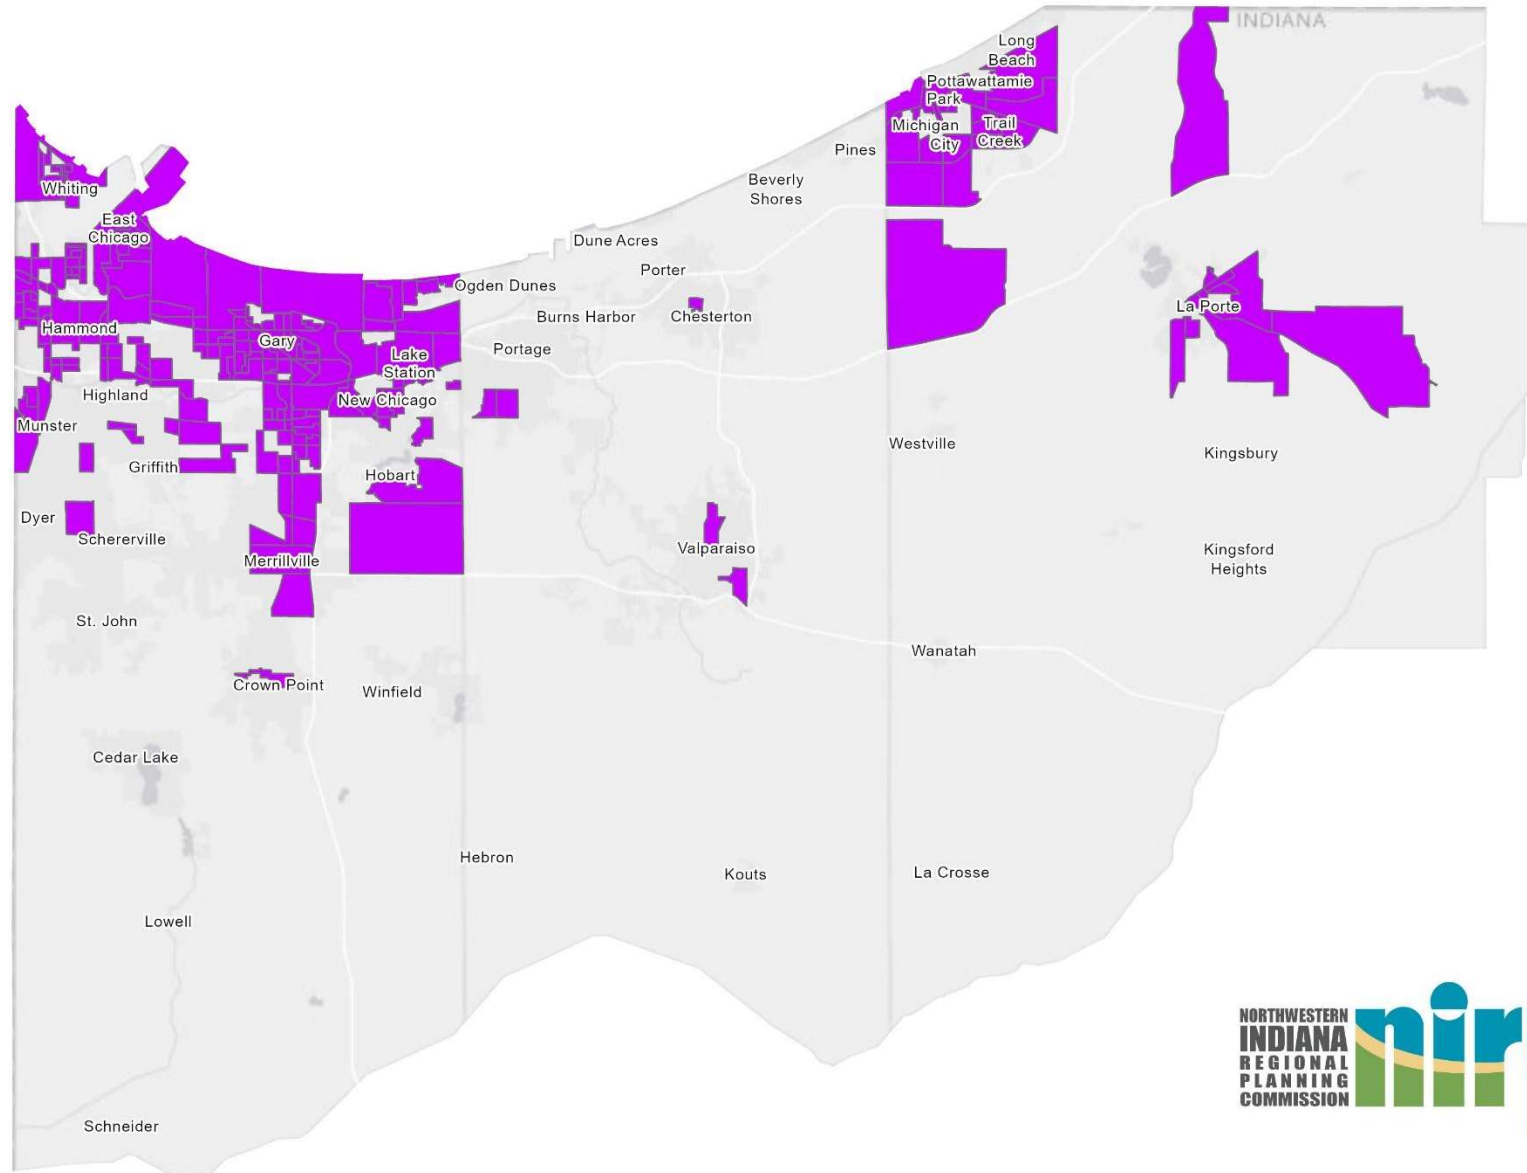 INDIANA
Long
Beach
Pottawattamie
Park
Michigan
City
Trail
Creek
Pines
Beverly
Shores
Whiting
East
Chicago
Dune Acres
Porter
Ogden Dunes
Burns Harbor
Chesterton
La Porte
Hammond
Gary
Portage
Lake
Station
Highland
New Chicago
Munster
Westville
Kingsbury
Griffith
Hobart
Dyer
Schererville
Valparaiso
Merrillville
Kingsford
Heights
St. John
Wanatah
Crown Point
Winfield
Cedar Lake
Hebron
Kouts
La Crosse
Lowell
Schneider
NORTHWESTERN
INDIANA
REGIONAL
PLANNING
COMMISSION
nir